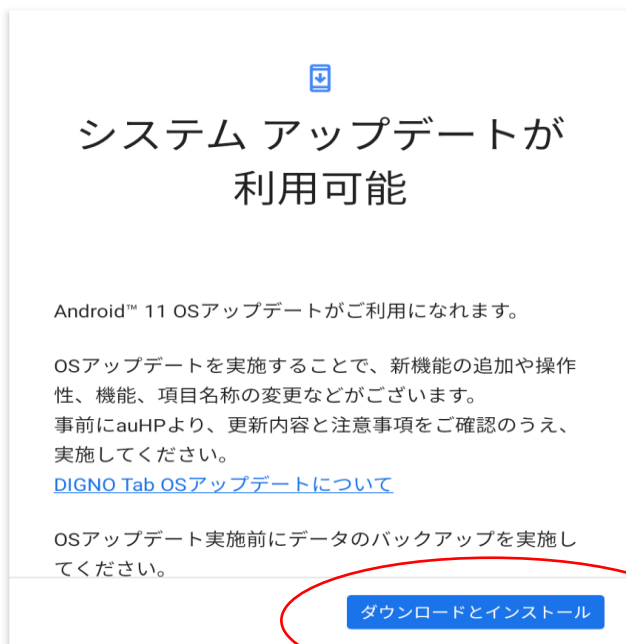 システム アップデートが
利用可能
Android™ 11 OSアップデートがご利用になれます。
OSアップデートを実施することで、新機能の追加や操作
性、機能、項目名称の変更などがございます。
事前にauHPより、更新内容と注意事項をご確認のうえ、
実施してください。
DIGNO Tab OSアップデートについて
OSアップデート実施前にデータのバックアップを実施し
てください。
ダウンロードとインストール